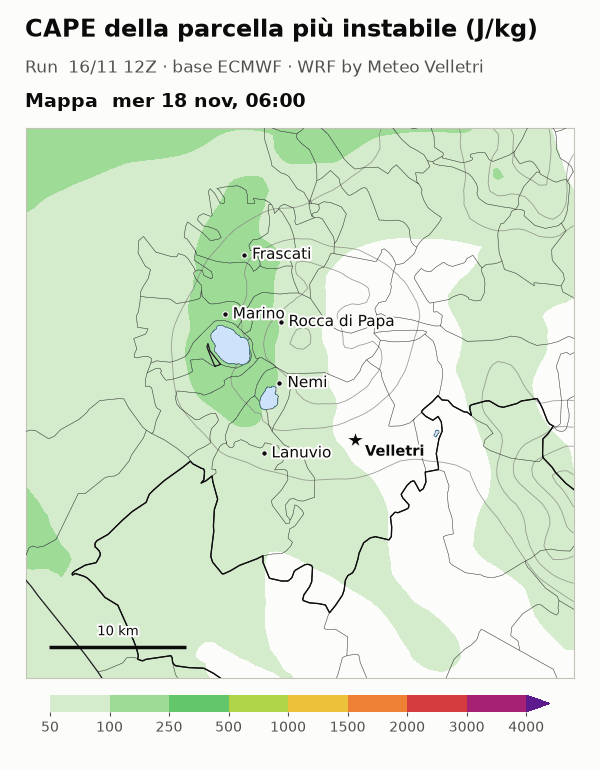 CAPE della parcella più instabile (J/kg)
Run  16/11 12Z · base ECMWF · WRF by Meteo Velletri
Mappa  mer 18 nov, 06:00
Frascati
Marino
Rocca di Papa
Nemi
Velletri
Lanuvio
10 km
50 100 250 500 1000 1500 2000 3000 4000